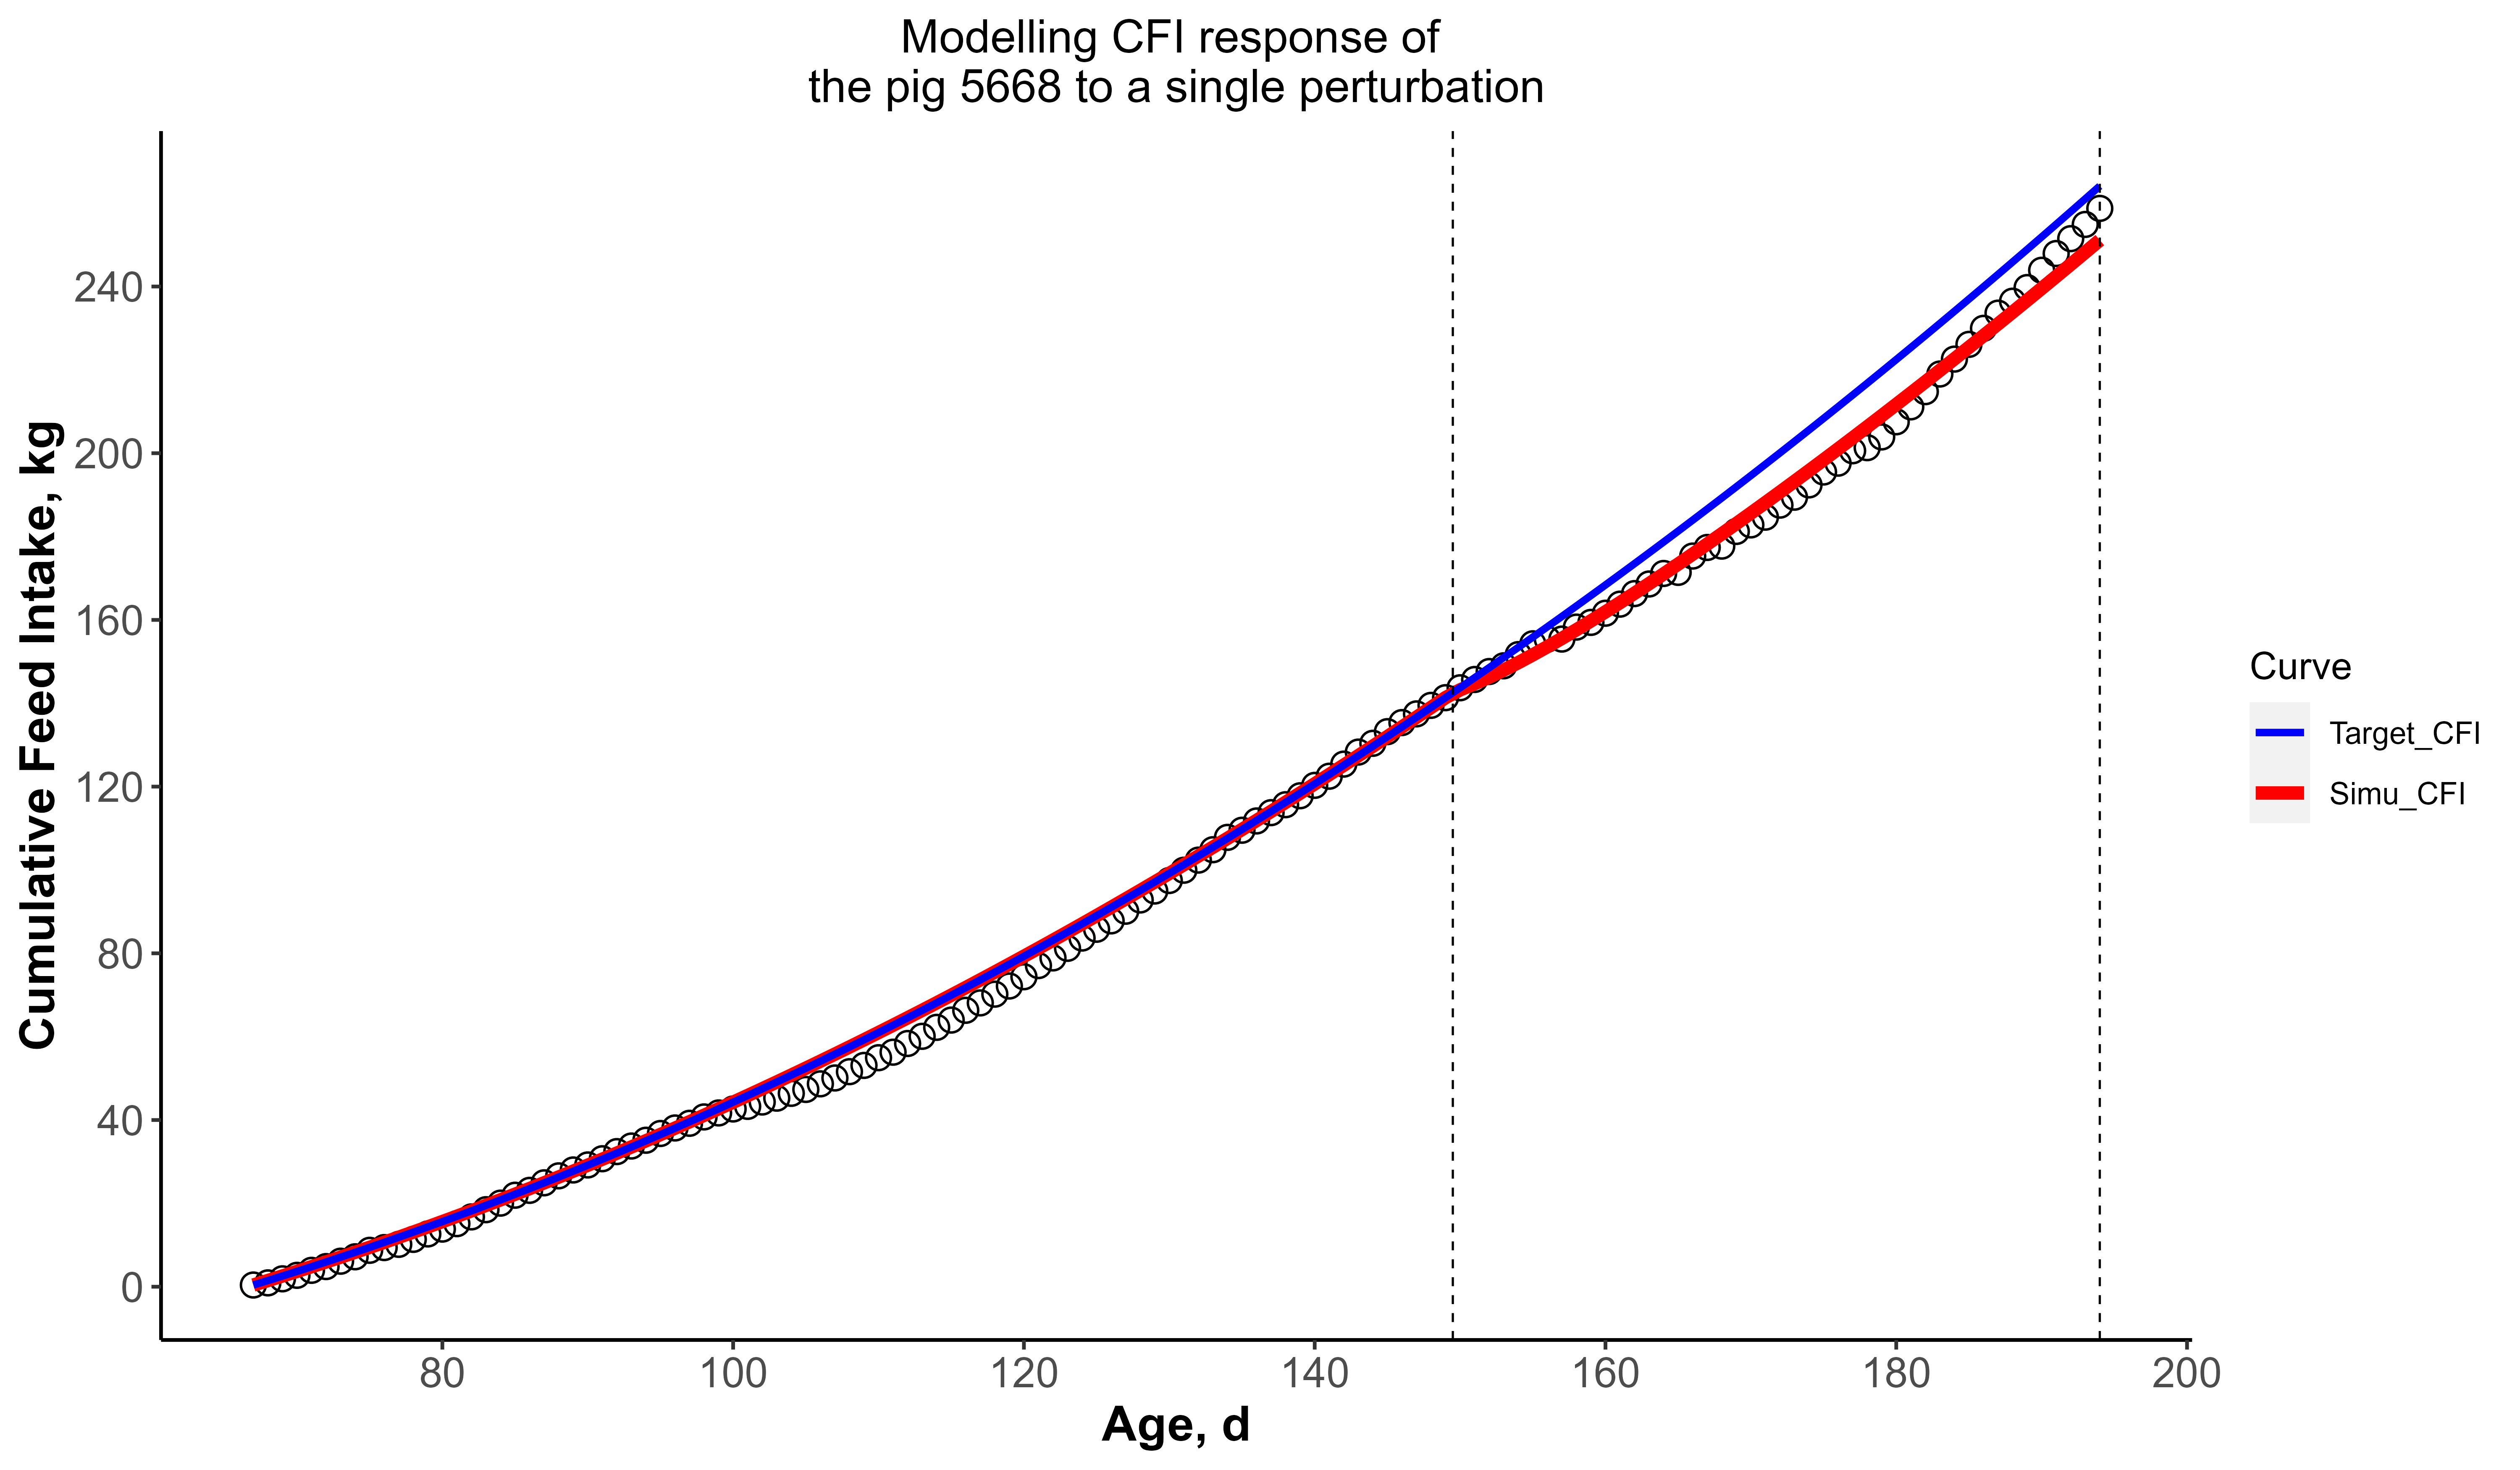 Modelling CFI response of
the pig 5668 to a single perturbation
Cumulative Feed Intake, kg
240
200
160
120
80
40
0
80
100
120
140
160
180
200
Age, d
Curve
Target_CFI
Simu_CFI